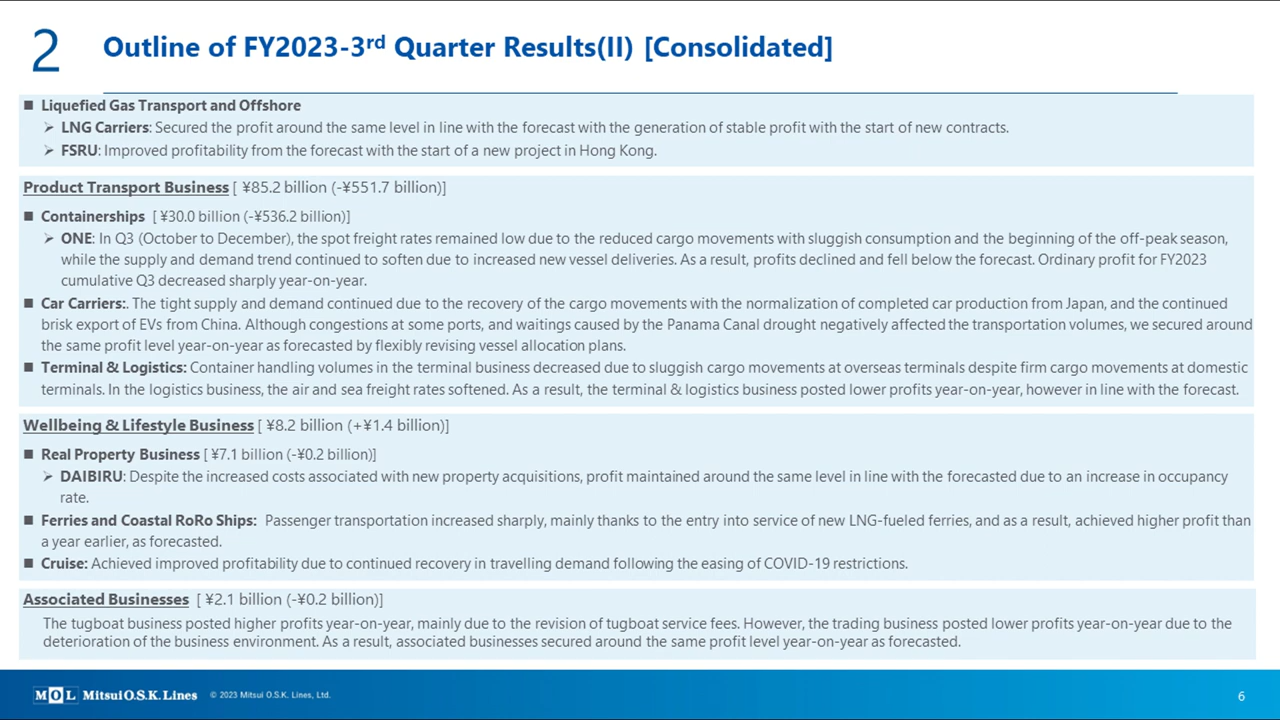 2
Outline of FY2023-3rd Quarter Results(II) [Consolidated]
■ Liquefied Gas Transport and Offshore
➢ LNG Carriers: Secured the profit around the same level in line with the forecast with the generation of stable profit with the start of new contracts.
➢ FSRU: Improved profitability from the forecast with the start of a new project in Hong Kong.
Product Transport Business [ ¥85.2 billion (-¥551.7 billion)]
■ Containerships [ ¥30.0 billion (-¥536.2 billion)]
➢ ONE: In Q3 (October to December), the spot freight rates remained low due to the reduced cargo movements with sluggish consumption and the beginning of the off-peak season,
while the supply and demand trend continued to soften due to increased new vessel deliveries. As a result, profits declined and fell below the forecast. Ordinary profit for FY2023
cumulative Q3 decreased sharply year-on-year.
■ Car Carriers:. The tight supply and demand continued due to the recovery of the cargo movements with the normalization of completed car production from Japan, and the continued
brisk export of EVs from China. Although congestions at some ports, and waitings caused by the Panama Canal drought negatively affected the transportation volumes, we secured around
the same profit level year-on-year as forecasted by flexibly revising vessel allocation plans.
■ Terminal & Logistics: Container handling volumes in the terminal business decreased due to sluggish cargo movements at overseas terminals despite firm cargo movements at domestic
terminals. In the logistics business, the air and sea freight rates softened. As a result, the terminal & logistics business posted lower profits year-on-year, however in line with the forecast.
Wellbeing & Lifestyle Business [ ¥8.2 billion (+¥1.4 billion)]
■ Real Property Business [ ¥7.1 billion (-¥0.2 billion)]
➢ DAIBIRU: Despite the increased costs associated with new property acquisitions, profit maintained around the same level in line with the forecasted due to an increase in occupancy
rate.
■ Ferries and Coastal RoRo Ships: Passenger transportation increased sharply, mainly thanks to the entry into service of new LNG-fueled ferries, and as a result, achieved higher profit than
a year earlier, as forecasted.
■ Cruise: Achieved improved profitability due to continued recovery in travelling demand following the easing of COVID-19 restrictions.
Associated Businesses [ ¥2.1 billion (-¥0.2 billion)]
The tugboat business posted higher profits year-on-year, mainly due to the revision of tugboat service fees. However, the trading business posted lower profits year-on-year due to the
deterioration of the business environment. As a result, associated businesses secured around the same profit level year-on-year as forecasted.
MOL Mitsui O.S.K. Lines © 2023 Mitsui O.S.K. Lines, Ltd.
6